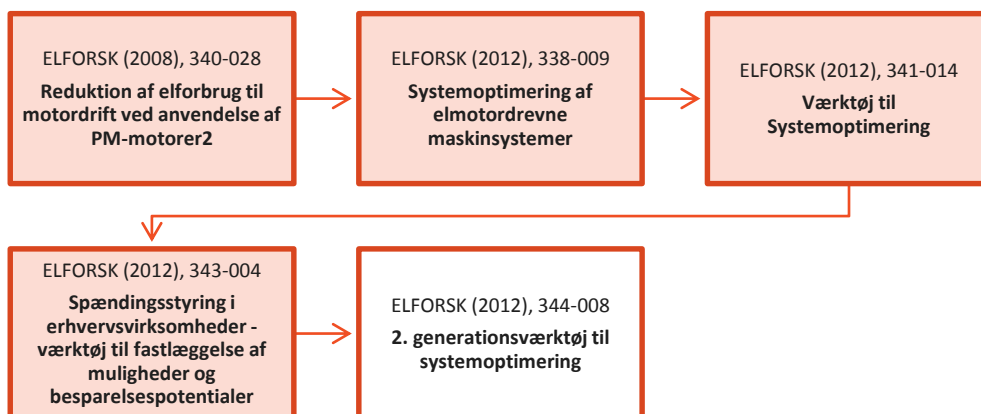 ELFORSK (2008), 340-028
Reduktion af elforbrug til
motordrift ved anvendelse af
PM-motorer2
ELFORSK (2012), 338-009
Systemoptimering af
elmotordrevne
maskinsystemer
ELFORSK (2012), 341-014
Værktøj til
Systemoptimering
ELFORSK (2012), 343-004
Spændingsstyring i
erhvervsvirksomheder -
værktøj til fastlæggelse af
muligheder og
besparelsespotentialer
ELFORSK (2012), 344-008
2. generationsværktøj til
systemoptimering